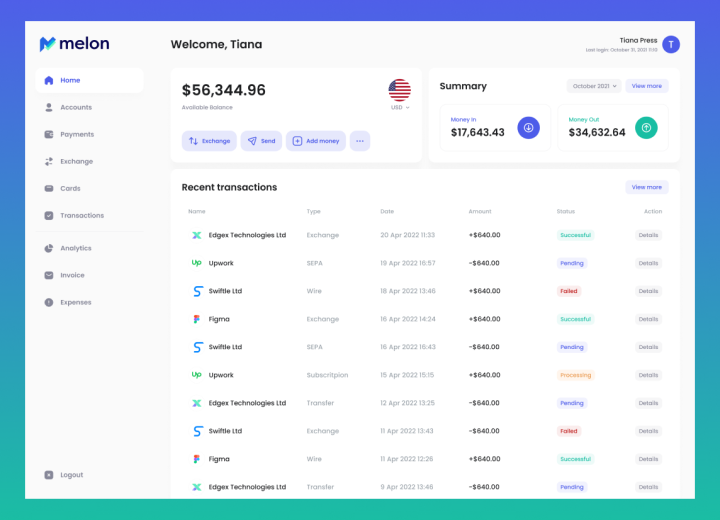 melon
Welcome, Tiana
Tiana Press
Last login: October 31, 2021 11:13
T
Home
Accounts
Payments
Exchange
Cards
Transactions
Analytics
Invoice
Expenses
Logout
$56,344.96
Available Balance
USD
Exchange
Send
Add money
Summary
October 2021
View more
Money In
$17,643.43
Money Out
$34,632.64
Recent transactions
View more
Name Type Date Amount Status Action
Edgex Technologies Ltd Exchange 20 Apr 2022 11:33 +$640.00 Successful Details
Up Upwork SEPA 19 Apr 2022 16:57 -$640.00 Pending Details
Swiftle Ltd Wire 18 Apr 2022 13:46 +$640.00 Failed Details
Figma Exchange 16 Apr 2022 14:24 +$640.00 Successful Details
Swiftle Ltd SEPA 16 Apr 2022 16:43 -$640.00 Pending Details
Up Upwork Subscritpion 15 Apr 2022 15:15 +$640.00 Processing Details
Edgex Technologies Ltd Transfer 12 Apr 2022 13:25 +$640.00 Pending Details
Swiftle Ltd Exchange 11 Apr 2022 13:43 -$640.00 Failed Details
Figma Wire 11 Apr 2022 12:26 +$640.00 Successful Details
Edgex Technologies Ltd Transfer 9 Apr 2022 13:46 -$640.00 Pending Details